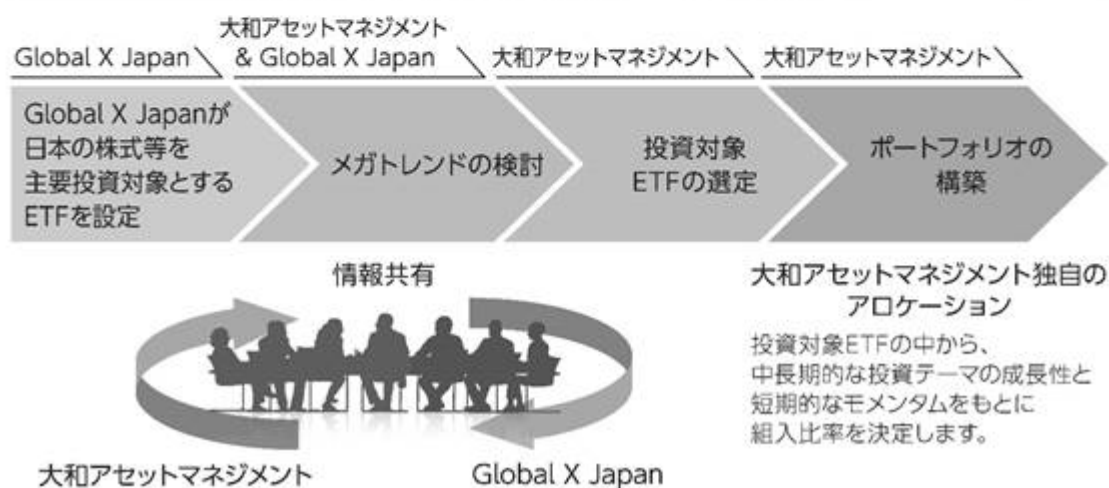 Global X Japan
大和アセットマネジメント
& Global X Japan
大和アセットマネジメント
大和アセットマネジメント
Global X Japanが
日本の株式等を
主要投資対象とする
ETFを設定
メガトレンドの検討
投資対象
ETFの選定
ポートフォリオの
構築
情報共有
大和アセットマネジメント
Global X Japan
大和アセットマネジメント独自の
アロケーション
投資対象ETFの中から、
中長期的な投資テーマの成長性と
短期的なモメンタムをもとに
組入比率を決定します。